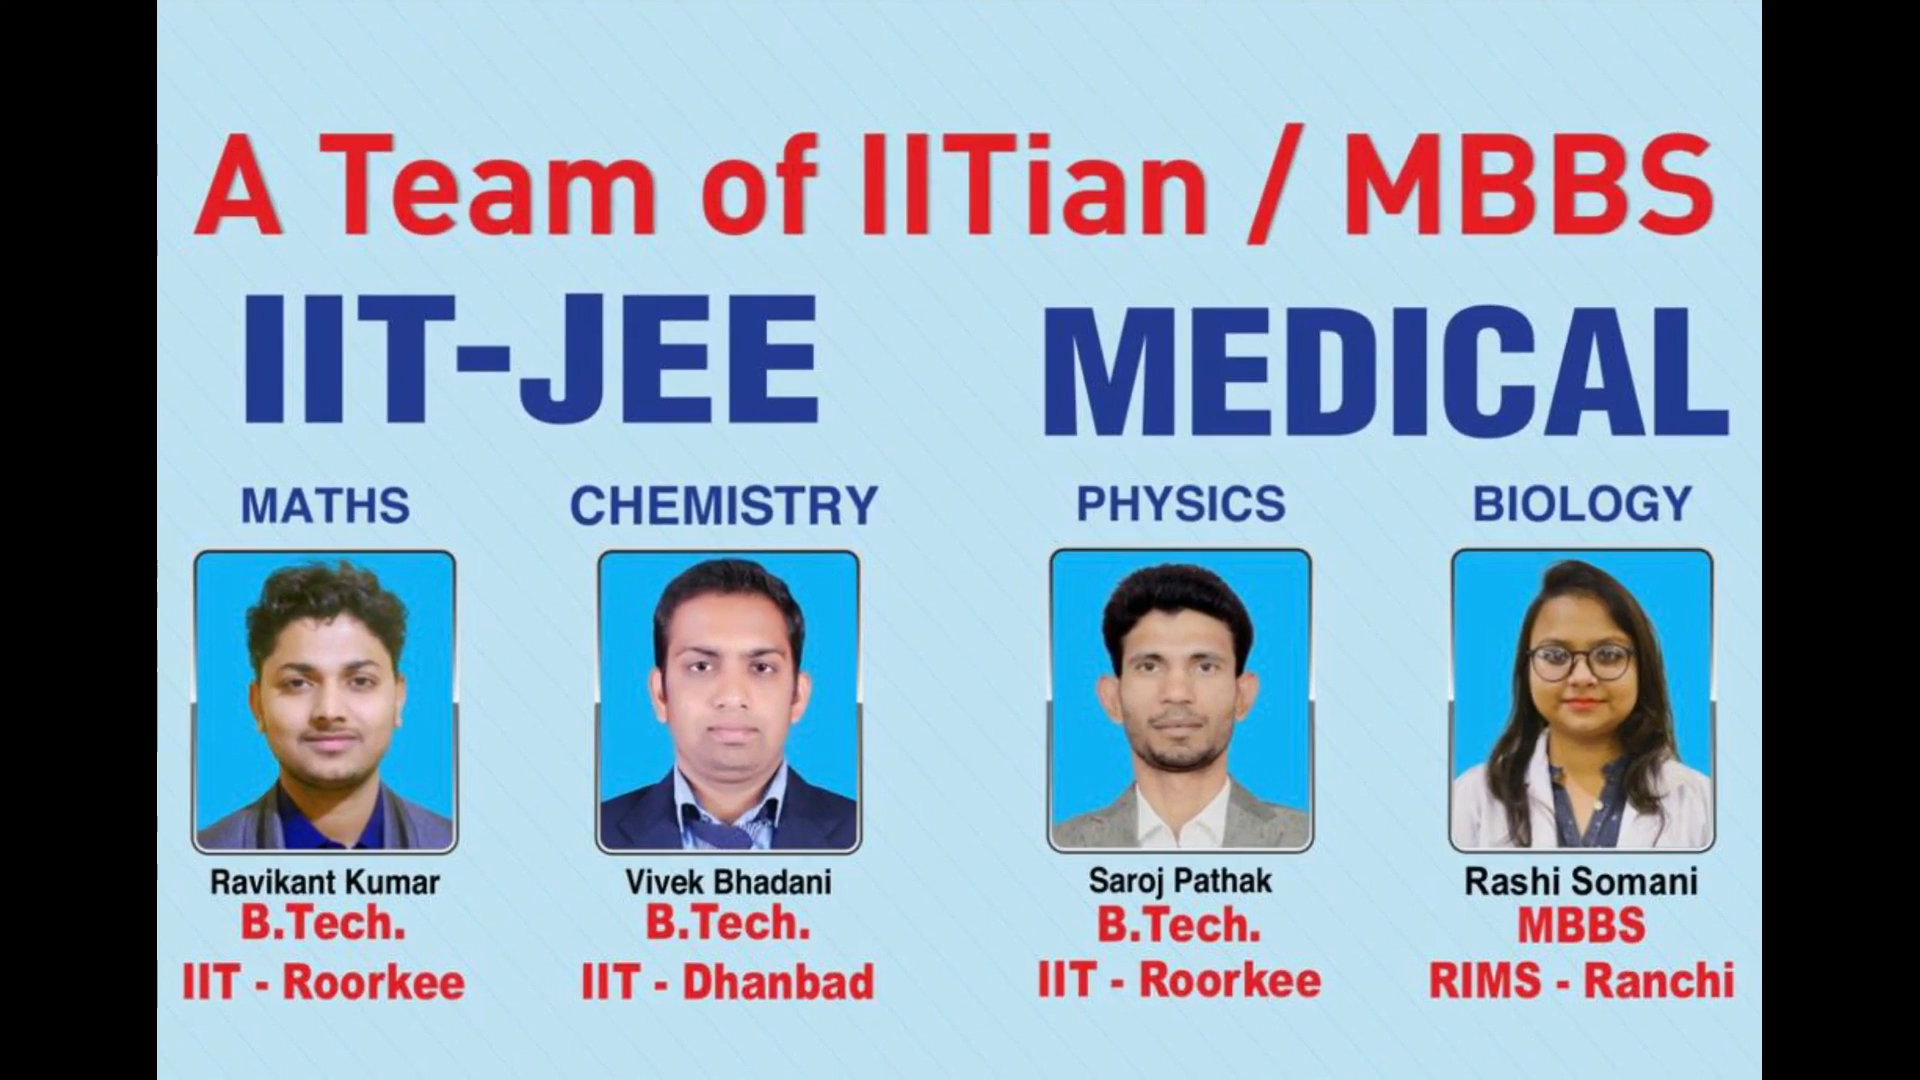 A Team of IITian / MBBS
IIT-JEE MEDICAL
MATHS CHEMISTRY PHYSICS BIOLOGY
Ravikant Kumar Vivek Bhadani Saroj Pathak Rashi Somani
B.Tech. B.Tech. B.Tech. MBBS
IIT - Roorkee IIT - Dhanbad IIT - Roorkee RIMS - Ranchi